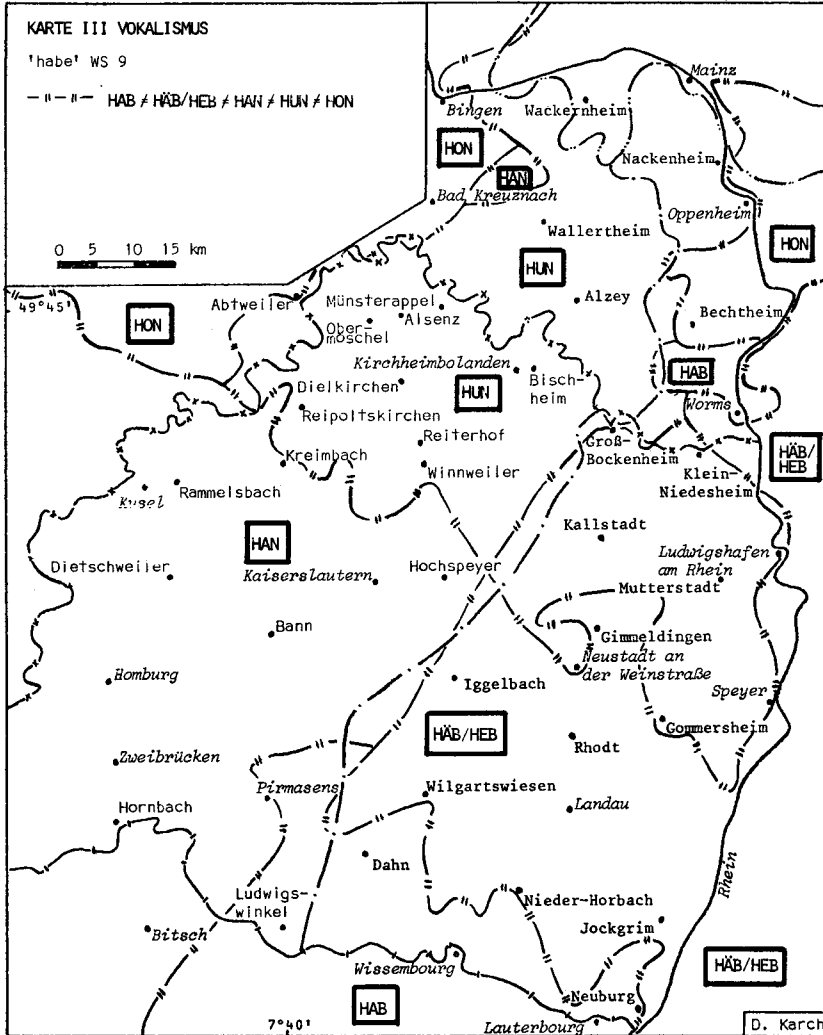 KARTE III VOKALISMUS
'habe' WS 9
HAB ≠ HÄB/HEB ≠ HAN ≠ HUN ≠ HON
0 5 10 15 km
Mainz
Bingen
Wackernheim
HON
Nackenheim
HAN
Bad Kreuznach
Oppenheim
Wallertheim
HON
HUN
49°45'
Abtweiler
Münsterappel
Alzey
HON
Ober-
moschel
Alsenz
Bechtheim
Kirchheimbolanden
Bisch-
heim
HAB
Dielkirchen
HUN
Worms
Reipoltskirchen
Reiterhof
Groß-
Bockenheim
HÄB/
HEB
Kreimbach
Winnweiler
Klein-
Niedesheim
Kusel
Rammelsbach
HAN
Kallstadt
Ludwigshafen
am Rhein
Dietschweiler
Kaiserslautern
Hochspeyer
Mutterstadt
Bann
Gimmeldingen
Neustadt an
der Weinstraße
Homburg
Iggelbach
Speyer
Gommersheim
HÄB/HEB
Rhodt
Zweibrücken
Pirmasens
Wilgartswiesen
Landau
Hornbach
Dahn
Rhein
Ludwigs-
winkel
Nieder-Horbach
Jockgrim
Bitsch
Wissembourg
HÄB/HEB
HAB
Neuburg
7°40'
Lauterbourg
D. Karch